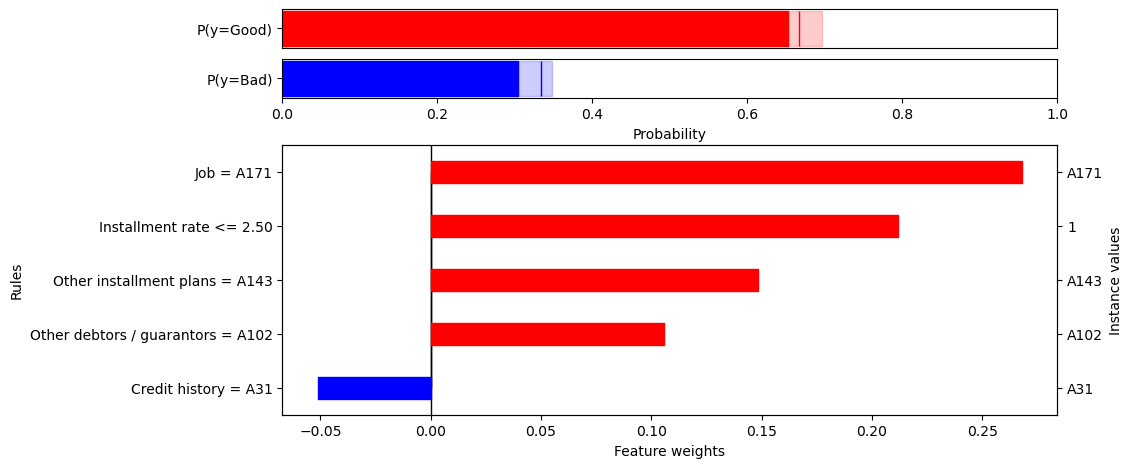 P(y=Good)
P(y=Bad)
0.0 0.2 0.4 0.6 0.8 1.0
Probability
Job = A171 A171
Installment rate <= 2.50 1
Other installment plans = A143 A143
Other debtors / guarantors = A102 A102
Credit history = A31 A31
Rules
Instance values
−0.05 0.00 0.05 0.10 0.15 0.20 0.25
Feature weights